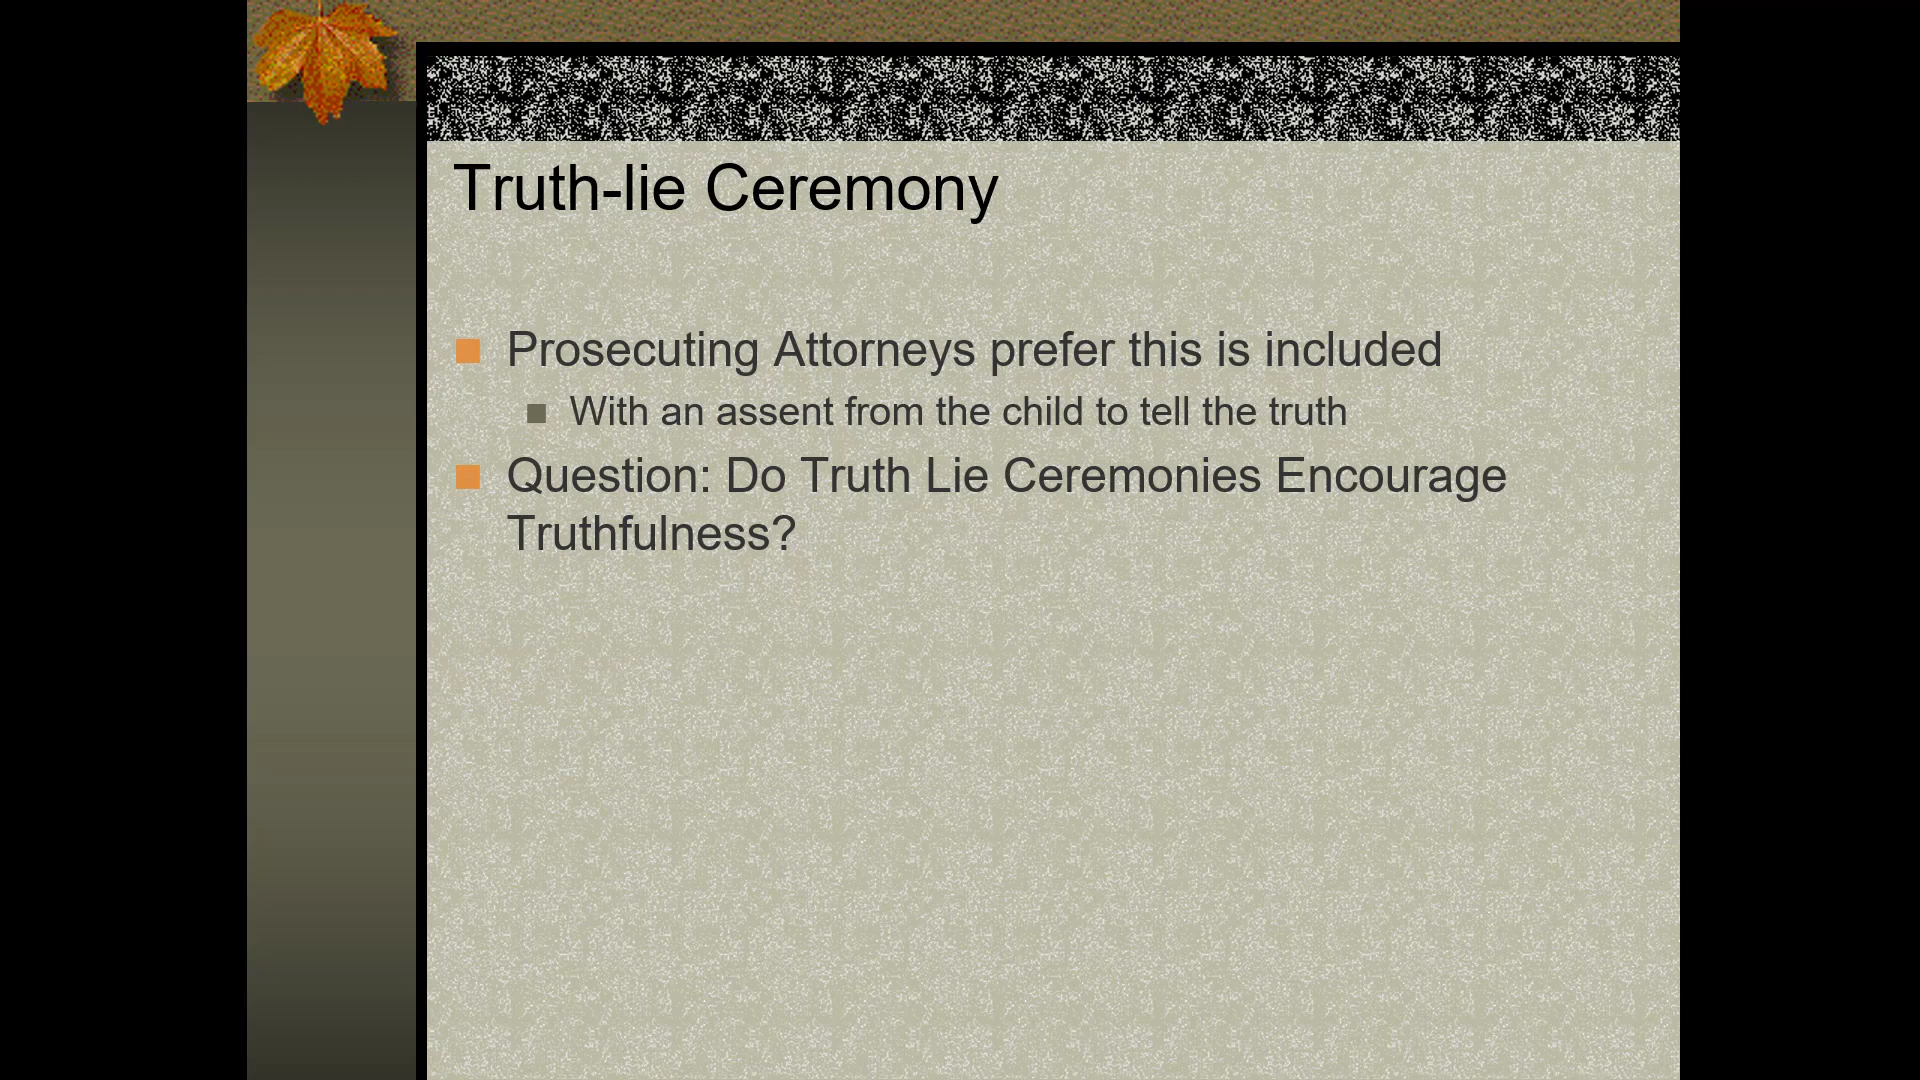 Truth-lie Ceremony
Prosecuting Attorneys prefer this is included
With an assent from the child to tell the truth
Question: Do Truth Lie Ceremonies Encourage
Truthfulness?